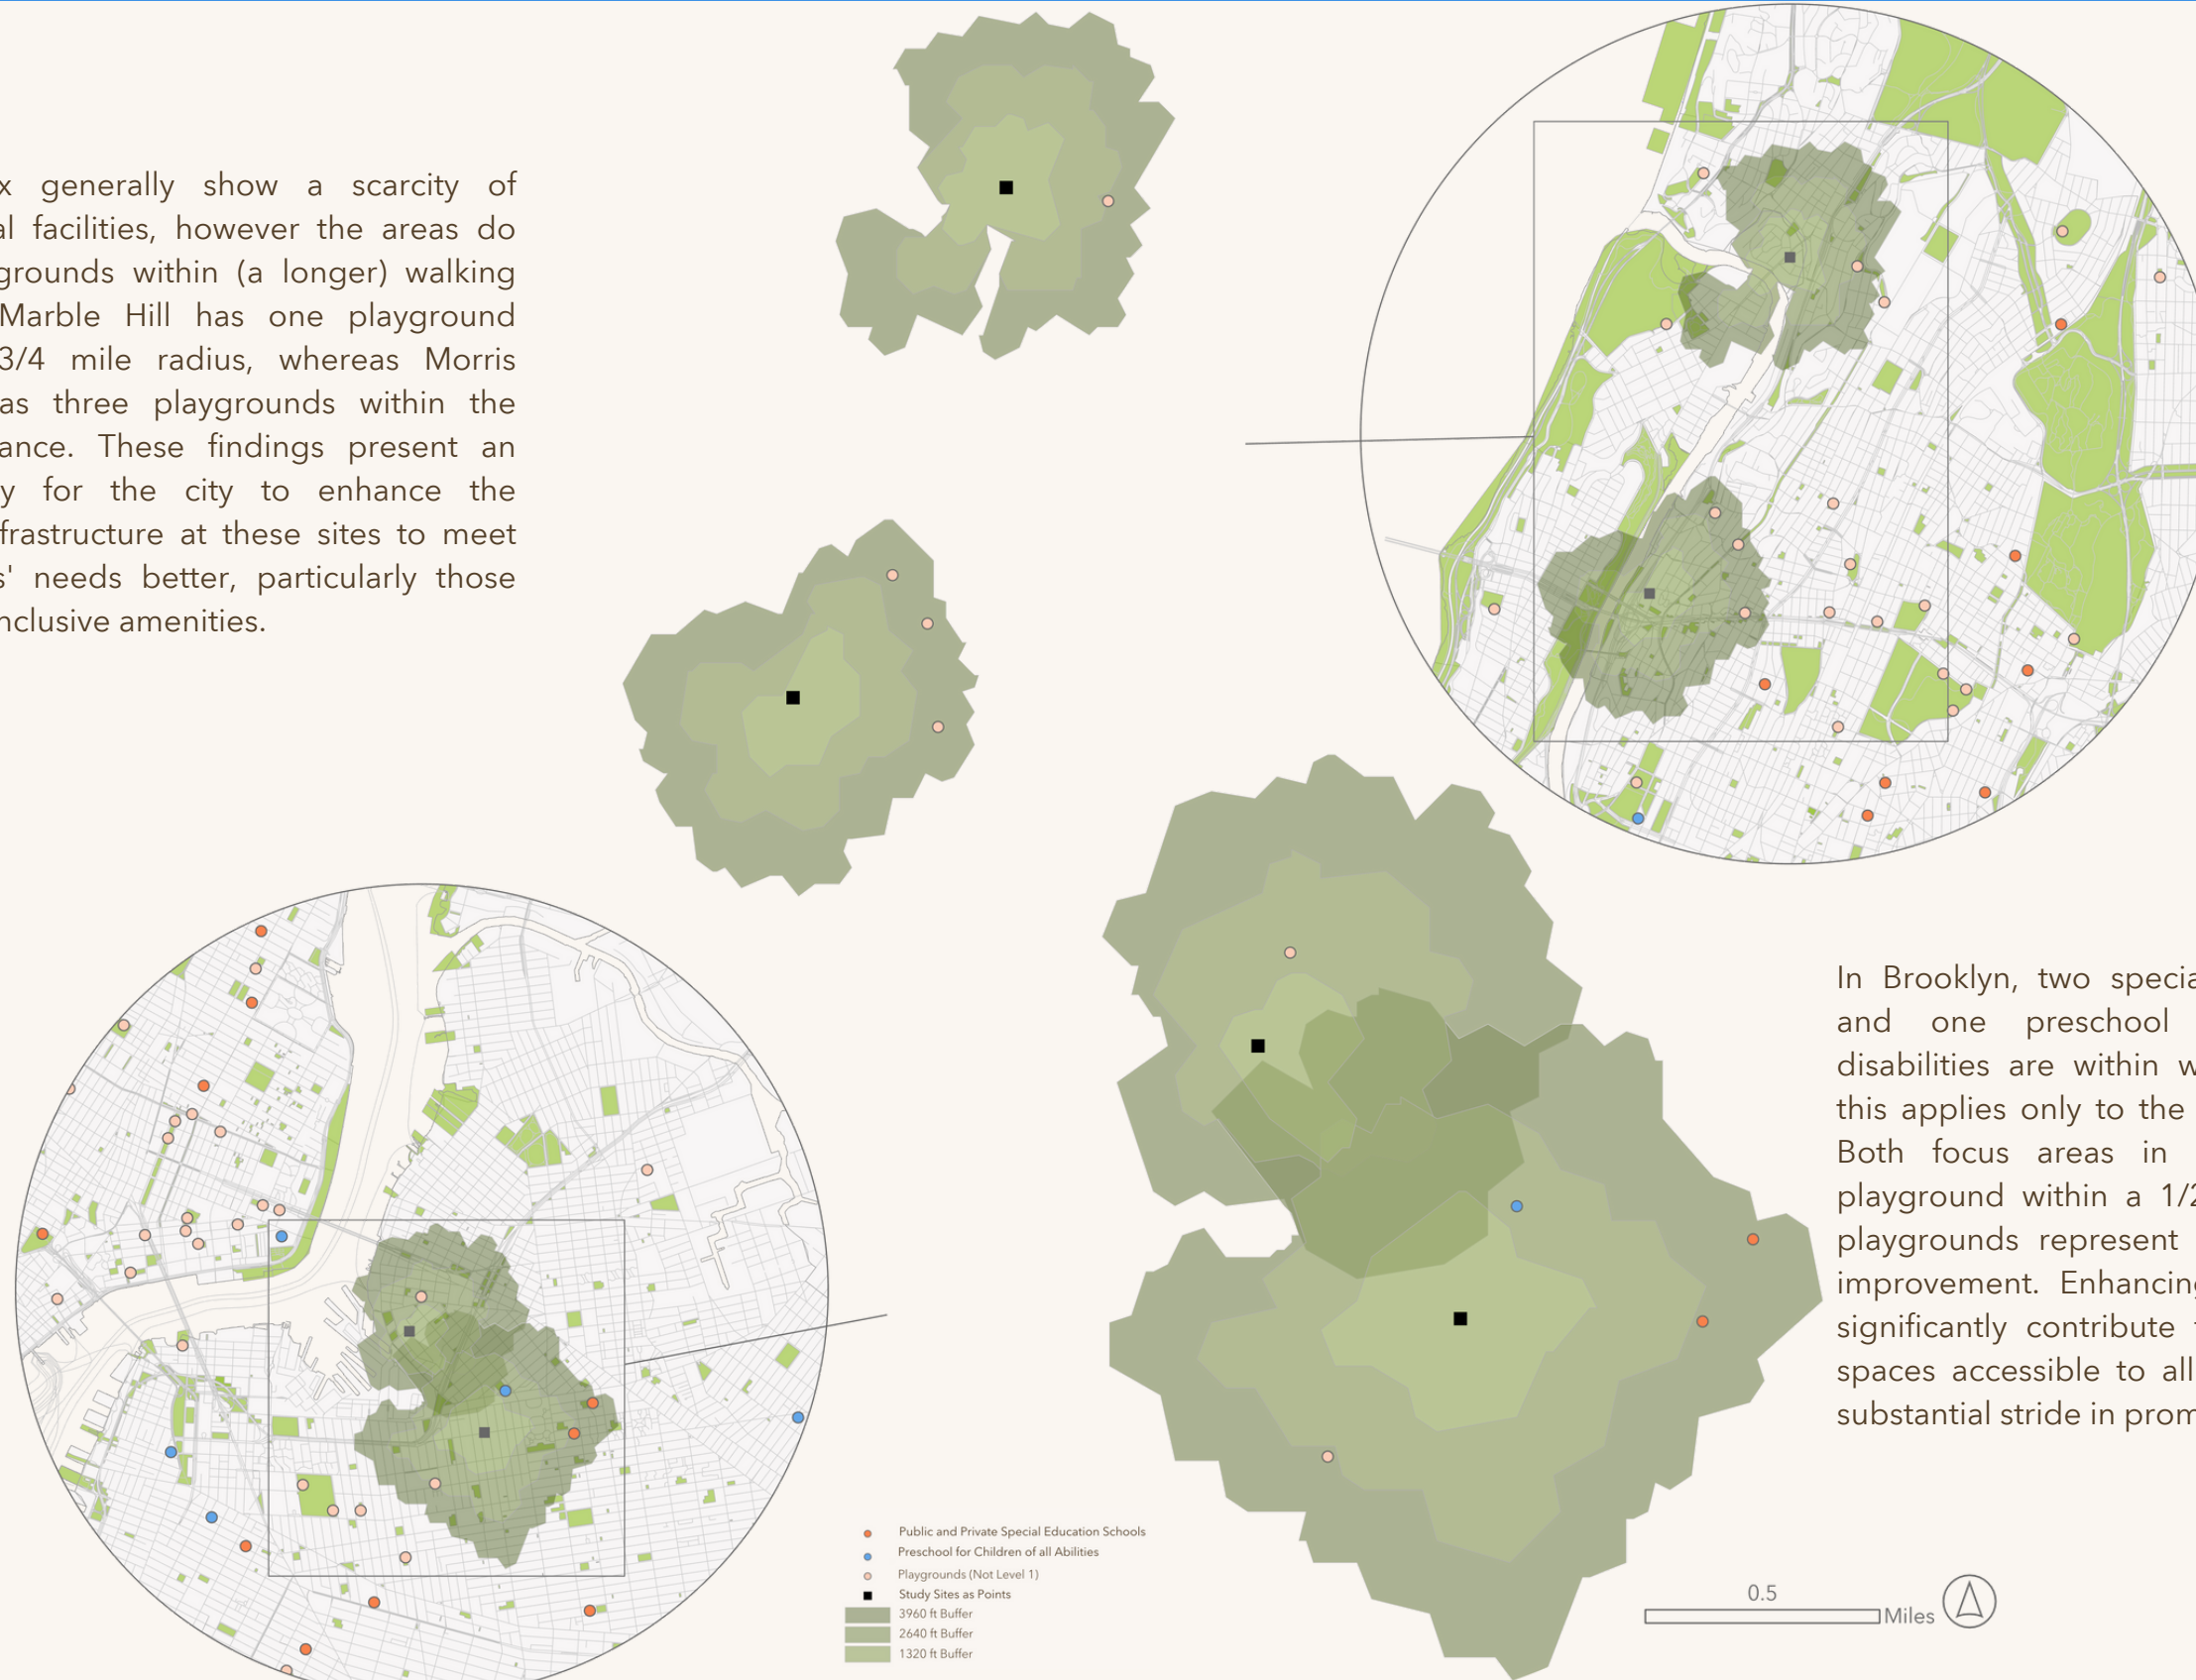 x generally show a scarcity of
al facilities, however the areas do
grounds within (a longer) walking
Marble Hill has one playground
3/4 mile radius, whereas Morris
as three playgrounds within the
ance. These findings present an
y for the city to enhance the
frastructure at these sites to meet
s' needs better, particularly those
nclusive amenities.
In Brooklyn, two specia
and one preschool
disabilities are within w
this applies only to the
Both focus areas in
playground within a 1/2
playgrounds represent
improvement. Enhancing
significantly contribute t
spaces accessible to all
substantial stride in prom
Public and Private Special Education Schools
Preschool for Children of all Abilities
Playgrounds (Not Level 1)
Study Sites as Points
3960 ft Buffer
2640 ft Buffer
1320 ft Buffer
0.5
Miles